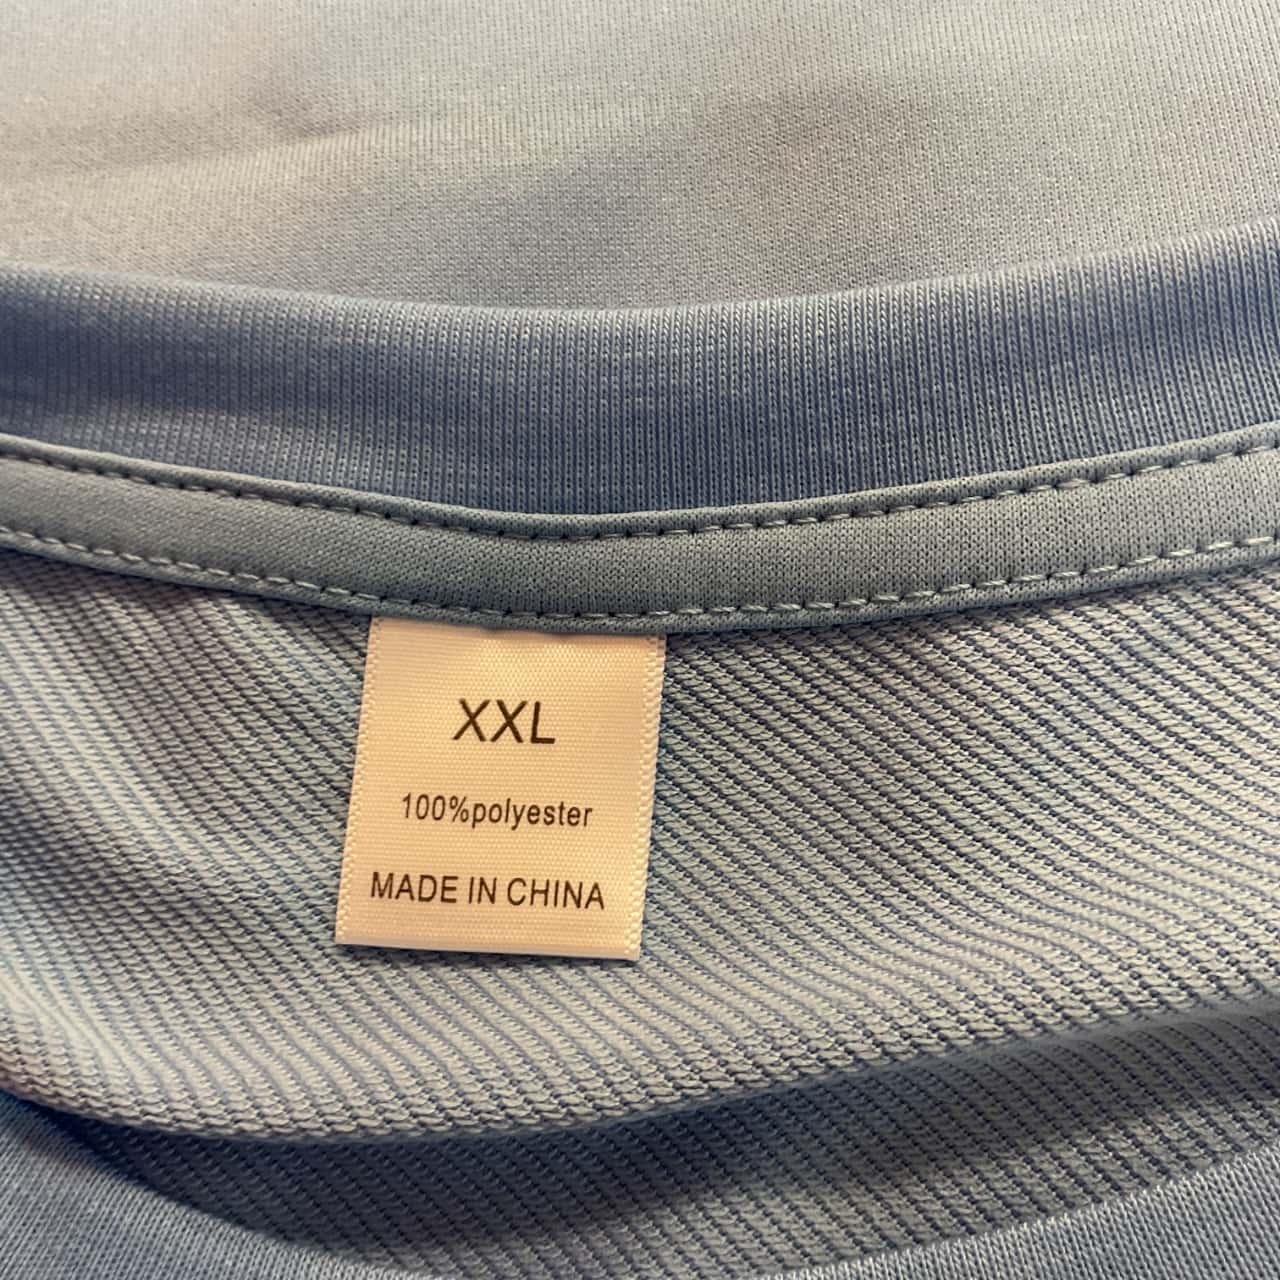 XXL
100%polyester
MADE IN CHINA